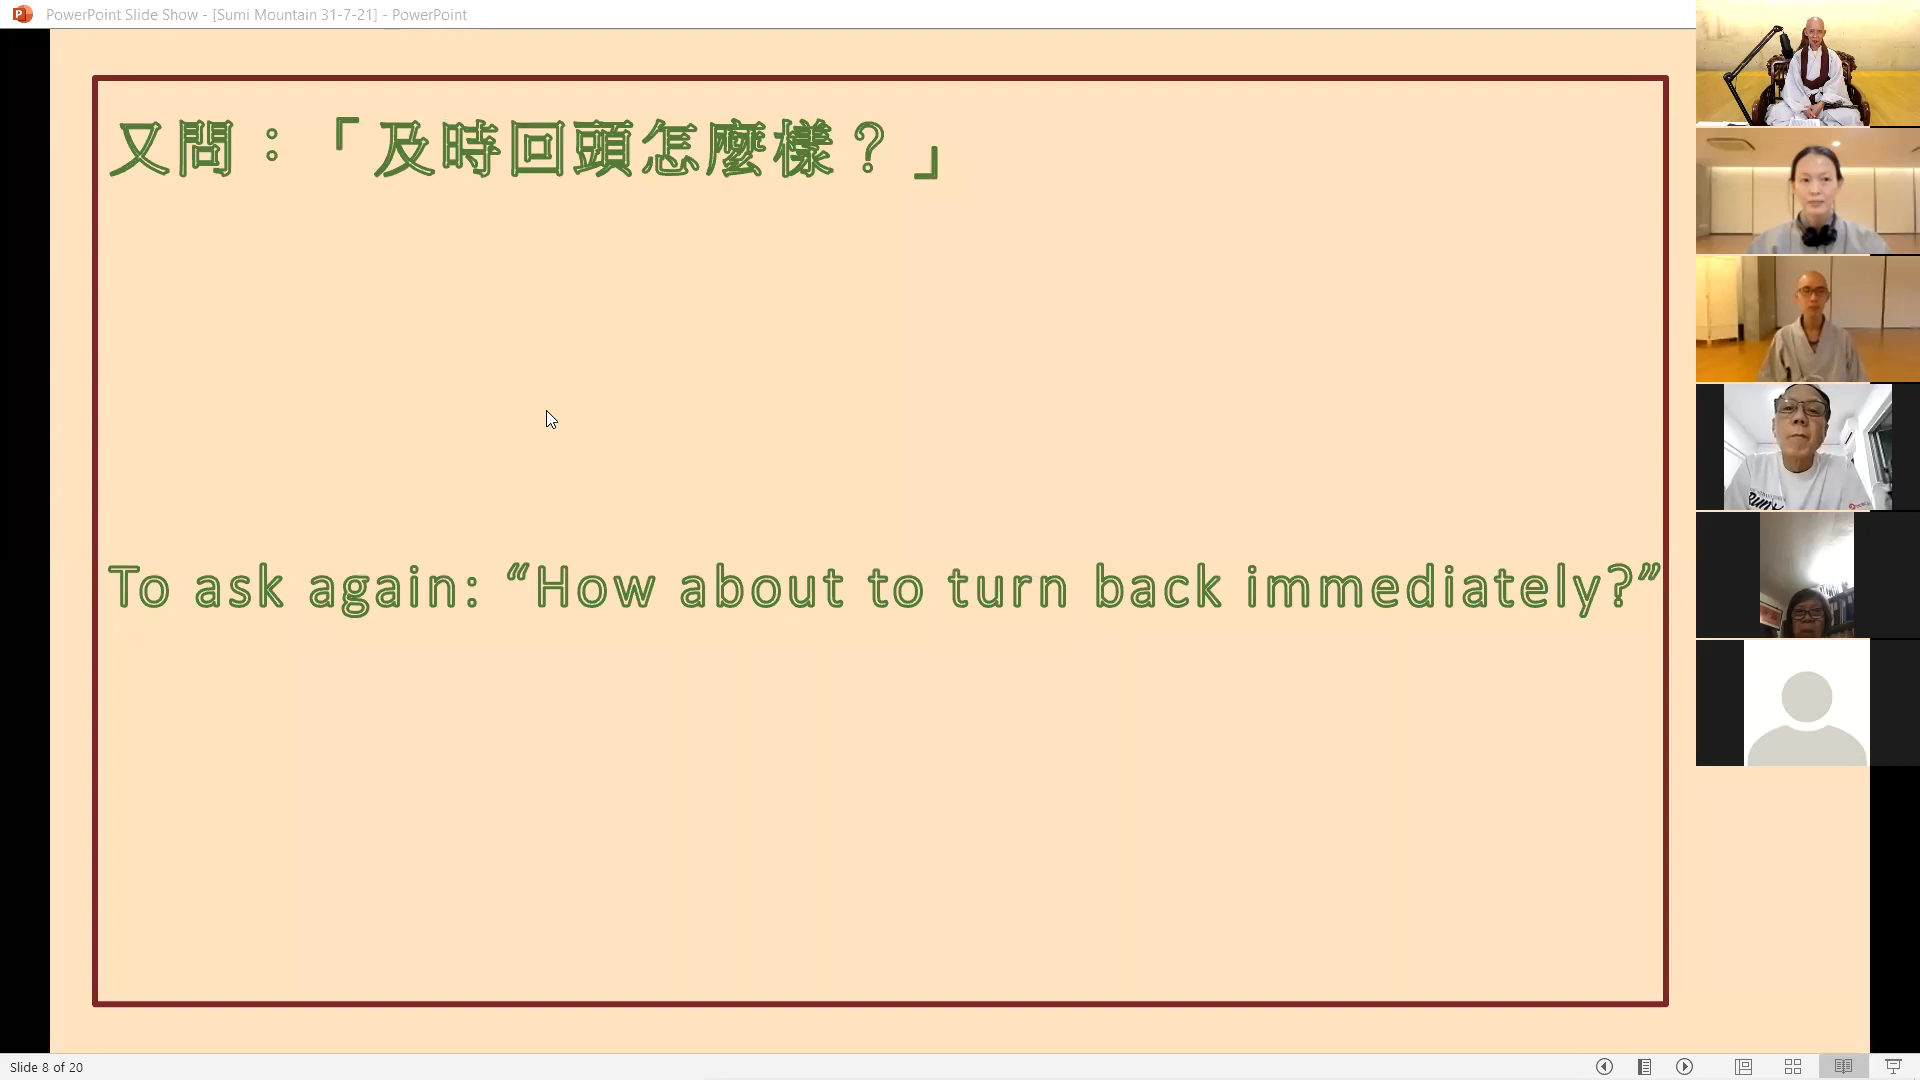 PowerPoint Slide Show - [Sumi Mountain 31-7-21] - PowerPoint
又問：「及時回頭怎麼樣？」
To ask again: “How about to turn back immediately?”
Slide 8 of 20